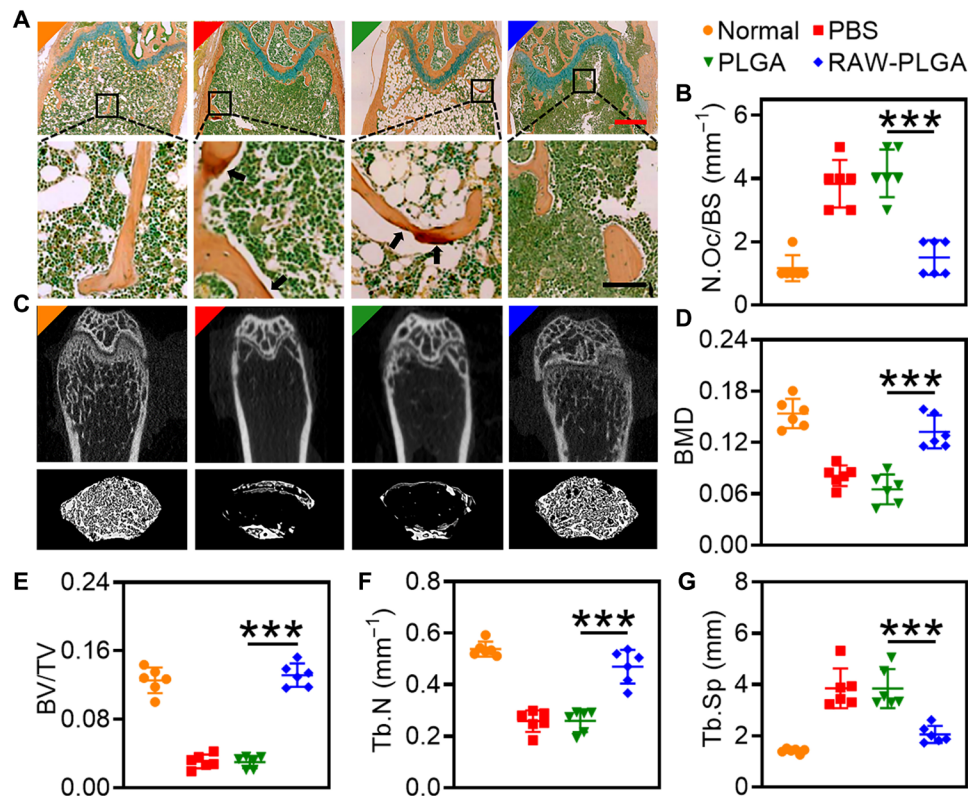 A
Normal PBS
PLGA RAW-PLGA
B
N.Oc/BS (mm⁻¹)
6
4
2
0
***
C
D
BMD
0.24
0.18
0.12
0.06
0.00
***
E
BV/TV
0.24
0.16
0.08
0.00
***
F
Tb.N (mm⁻¹)
0.8
0.6
0.4
0.2
0.0
***
G
Tb.Sp (mm)
8
6
4
2
0
***